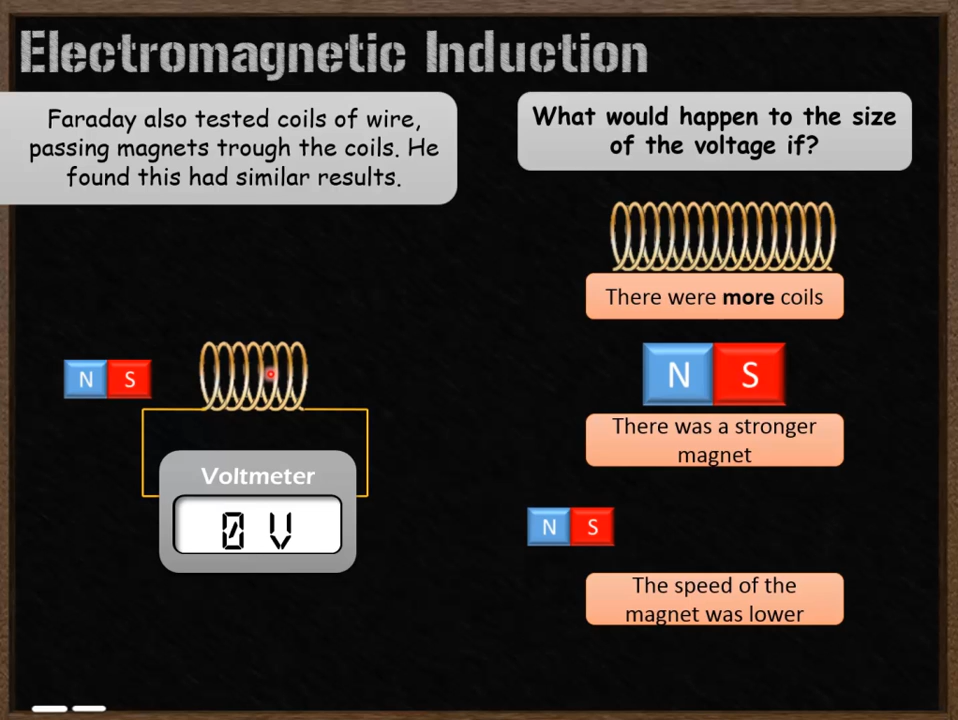 Electromagnetic Induction
Faraday also tested coils of wire,
passing magnets trough the coils. He
found this had similar results.
What would happen to the size
of the voltage if?
There were more coils
N S
There was a stronger
magnet
N S
The speed of the
magnet was lower
N S
Voltmeter
0 V